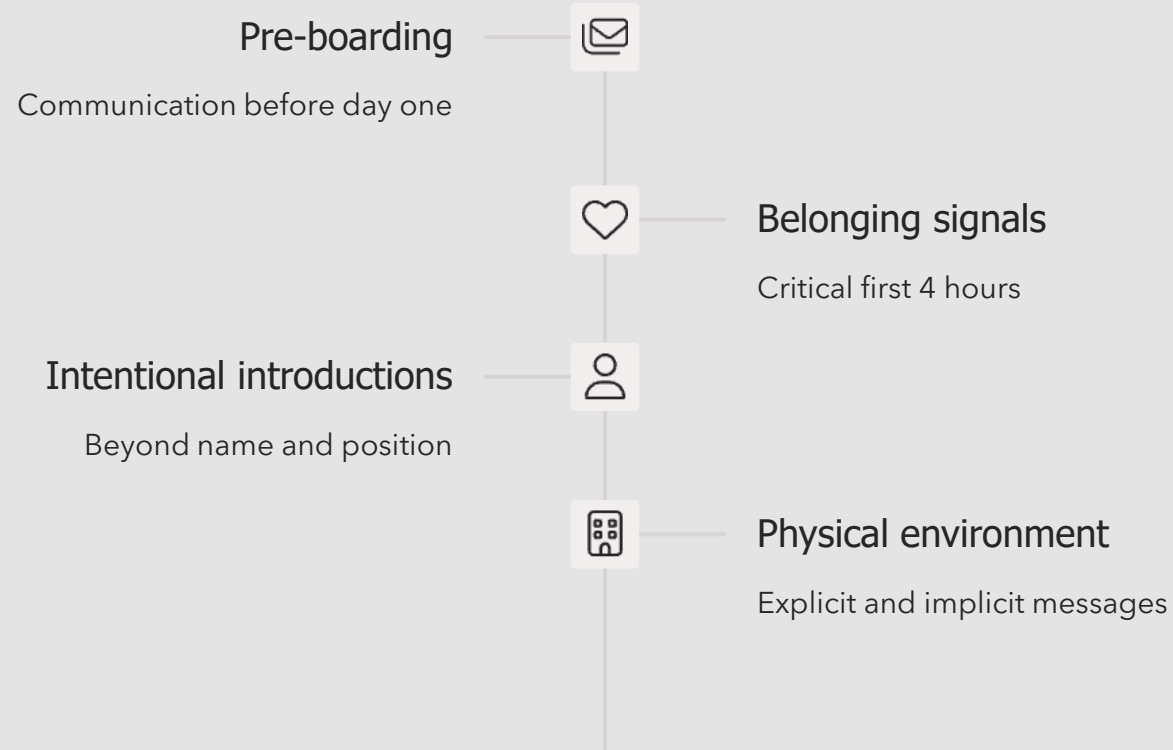 Pre-boarding
Communication before day one
Belonging signals
Critical first 4 hours
Intentional introductions
Beyond name and position
Physical environment
Explicit and implicit messages